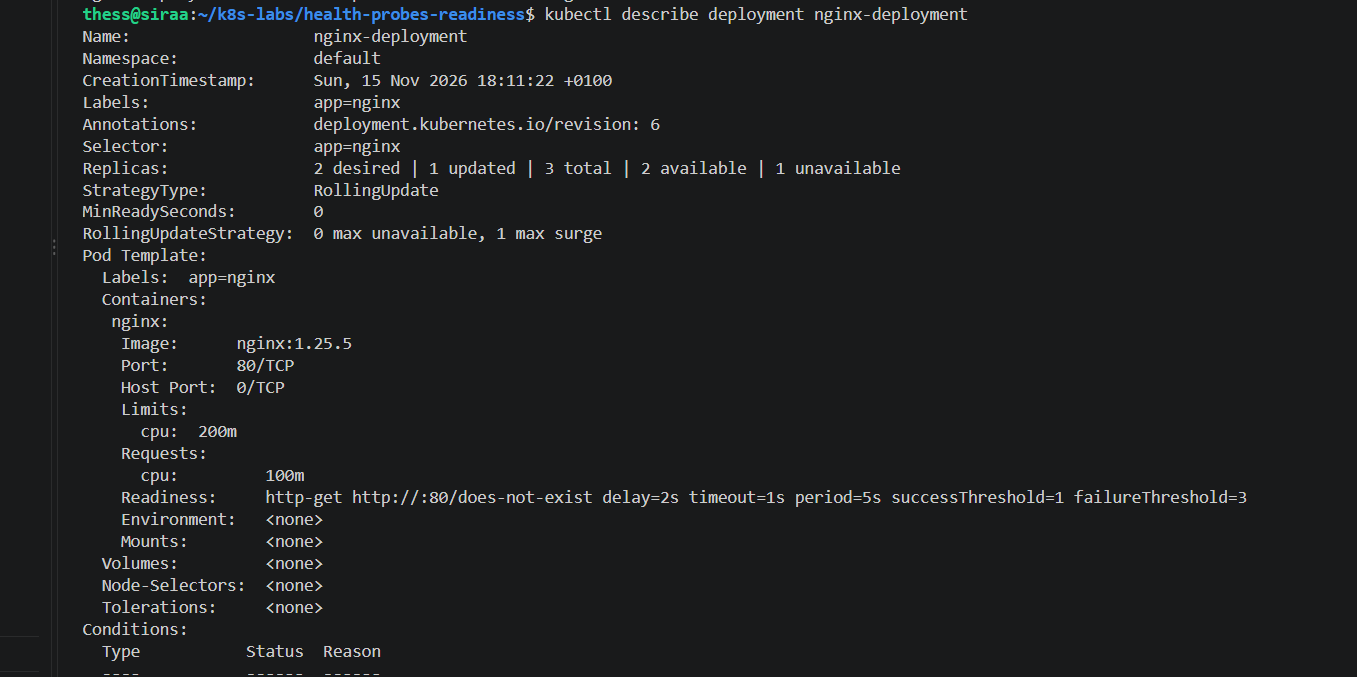 thess@siraa:~/k8s-labs/health-probes-readiness$ kubectl describe deployment nginx-deployment
Name:                   nginx-deployment
Namespace:              default
CreationTimestamp:      Sun, 15 Nov 2026 18:11:22 +0100
Labels:                 app=nginx
Annotations:            deployment.kubernetes.io/revision: 6
Selector:               app=nginx
Replicas:               2 desired | 1 updated | 3 total | 2 available | 1 unavailable
StrategyType:           RollingUpdate
MinReadySeconds:        0
RollingUpdateStrategy:  0 max unavailable, 1 max surge
Pod Template:
  Labels:  app=nginx
  Containers:
   nginx:
    Image:      nginx:1.25.5
    Port:       80/TCP
    Host Port:  0/TCP
    Limits:
      cpu:  200m
    Requests:
      cpu:         100m
    Readiness:     http-get http://:80/does-not-exist delay=2s timeout=1s period=5s successThreshold=1 failureThreshold=3
    Environment:   <none>
    Mounts:        <none>
  Volumes:         <none>
  Node-Selectors:  <none>
  Tolerations:     <none>
Conditions:
  Type           Status  Reason
  ----           ------  ------